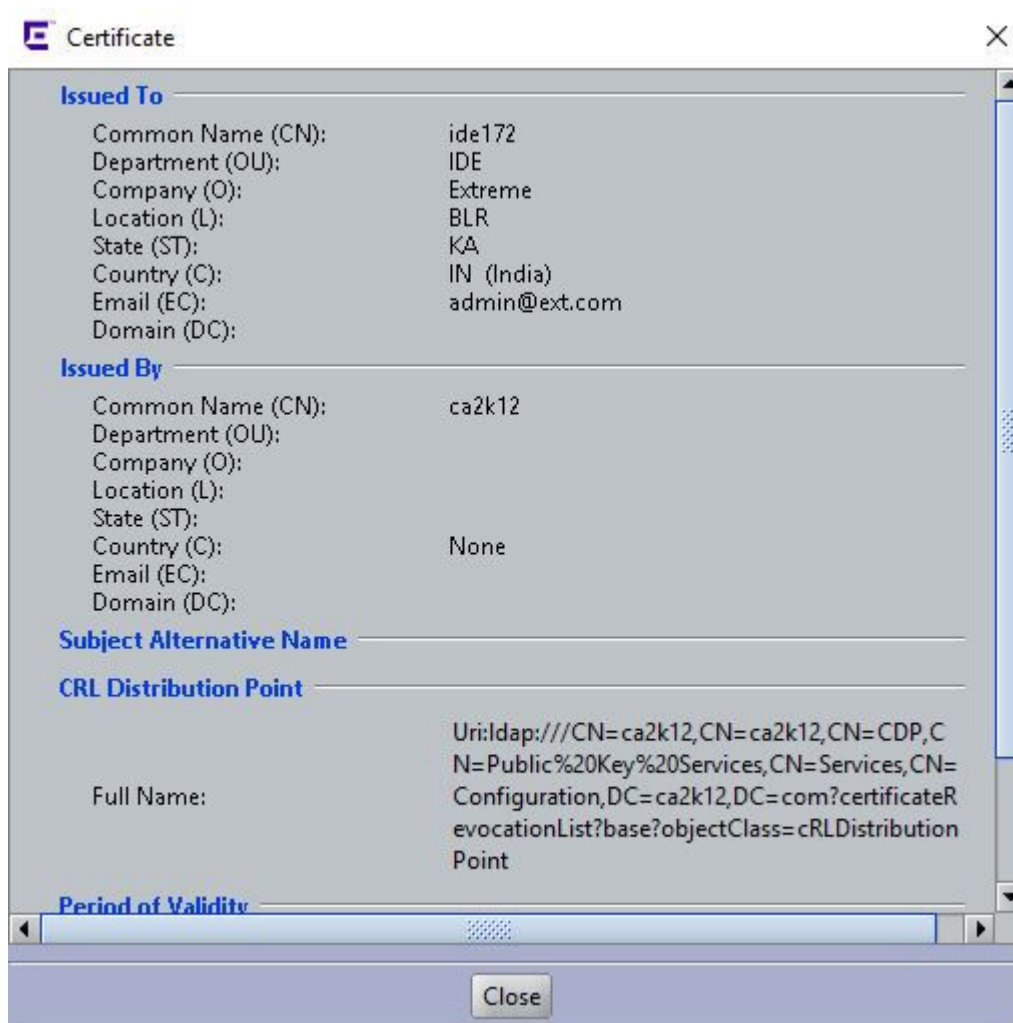 Certificate
Issued To
Common Name (CN): ide172
Department (OU): IDE
Company (O): Extreme
Location (L): BLR
State (ST): KA
Country (C): IN (India)
Email (EC): admin@ext.com
Domain (DC):
Issued By
Common Name (CN): ca2k12
Department (OU):
Company (O):
Location (L):
State (ST):
Country (C): None
Email (EC):
Domain (DC):
Subject Alternative Name
CRL Distribution Point
Uri:ldap:///CN=ca2k12,CN=ca2k12,CN=CDP,C
N=Public%20Key%20Services,CN=Services,CN=
Full Name: Configuration,DC=ca2k12,DC=com?certificateR
evocationList?base?objectClass=cRLDistribution
Point
Period of Validity
Close